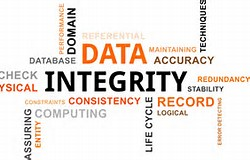 PERFORMANCE
DOMAIN
REFERENTIAL
TECHNIQUES
DATA
MAINTAINING
DATABASE
ACCURACY
CHECK
INTEGRITY
REDUNDANCY
YSICAL
STABILITY
CONSTRAINTS
CONSISTENCY
RECORD
COMPUTING
LOGICAL
ASSURING
ENTITY
LIFE CYCLE
ERROR DETECTING